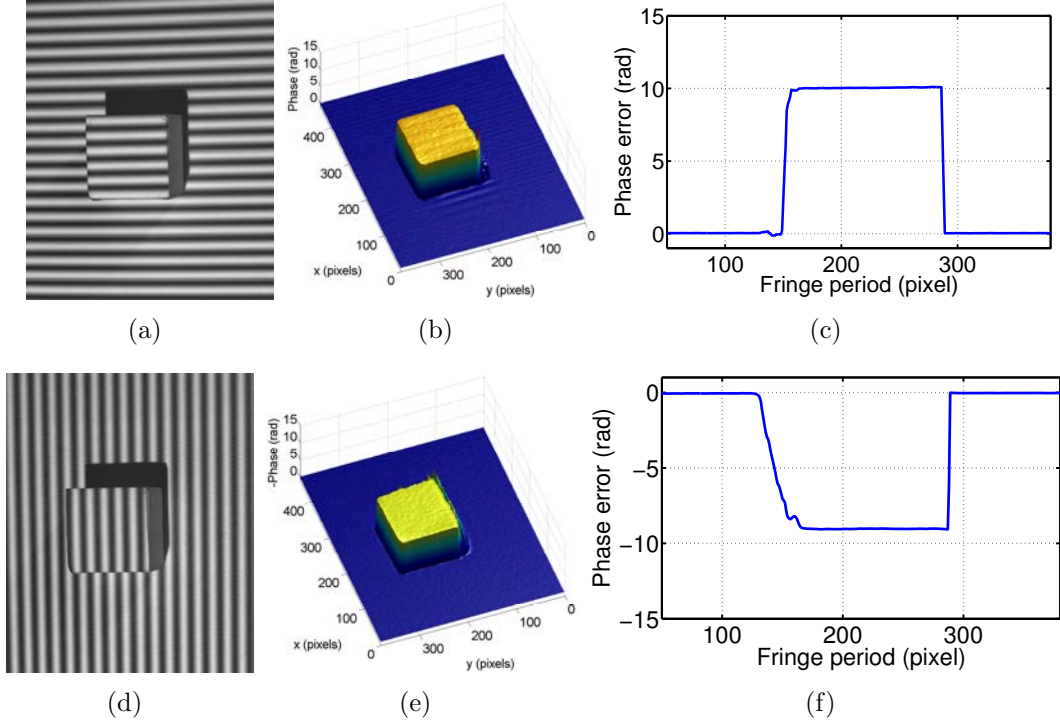 Phase (rad)
15
10
5
0
400
300
200
100
0
x (pixels)
300
200
100
0
y (pixels)
Phase error (rad)
15
10
5
0
100
200
300
Fringe period (pixel)
(a)
(b)
(c)
-Phase (rad)
15
10
5
0
400
300
200
100
0
x (pixels)
300
200
100
0
y (pixels)
Phase error (rad)
0
−5
−10
−15
100
200
300
Fringe period (pixel)
(d)
(e)
(f)